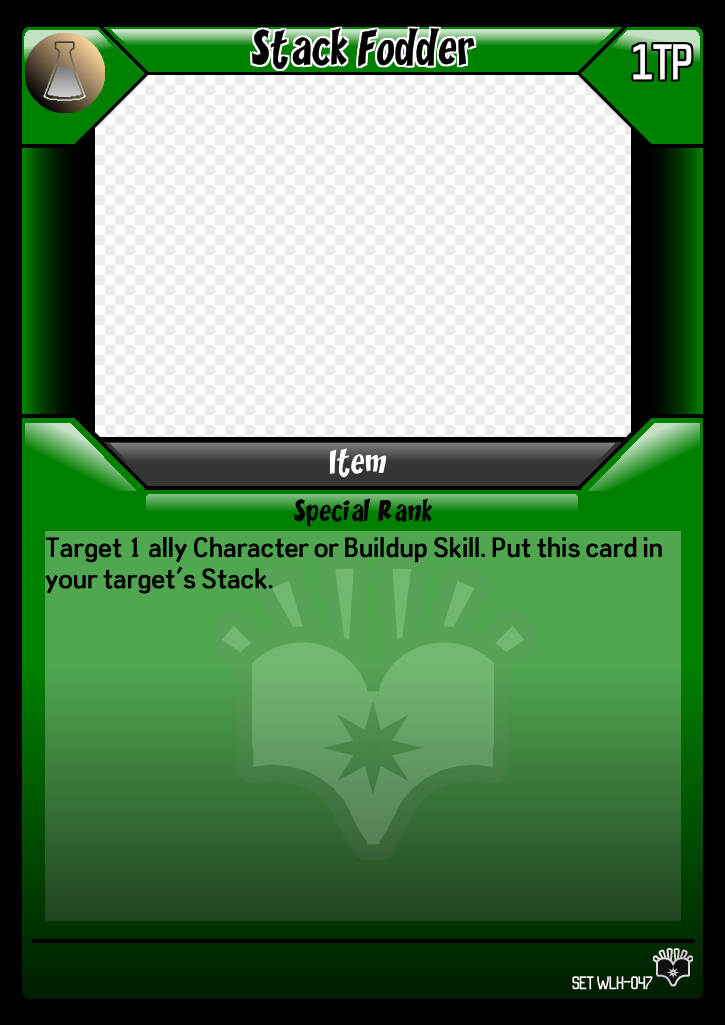 Stack Fodder
1TP
Item
Special Rank
Target 1 ally Character or Buildup Skill. Put this card in
your target's Stack.
SET WLH-047